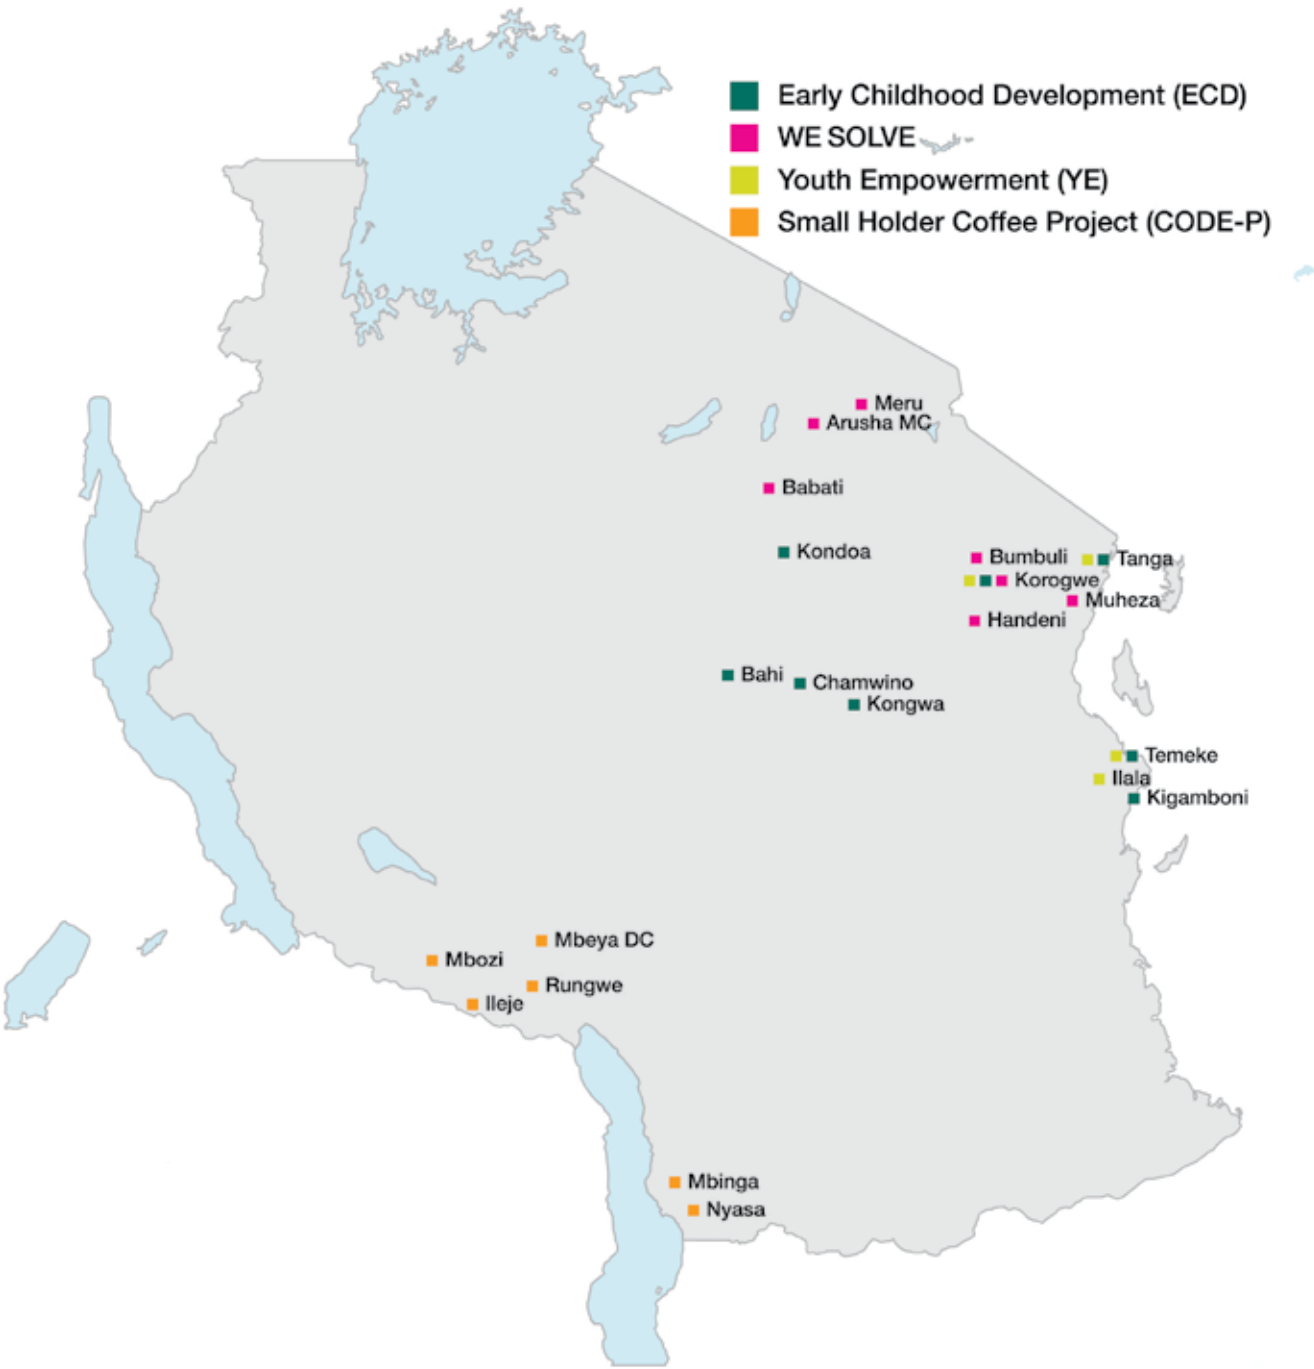 Early Childhood Development (ECD)
WE SOLVE
Youth Empowerment (YE)
Small Holder Coffee Project (CODE-P)
Meru
Arusha MC
Babati
Kondoa
Bumbuli
Tanga
Korogwe
Muheza
Handeni
Bahi
Chamwino
Kongwa
Temeke
Ilala
Kigamboni
Mbeya DC
Mbozi
Rungwe
Ileje
Mbinga
Nyasa